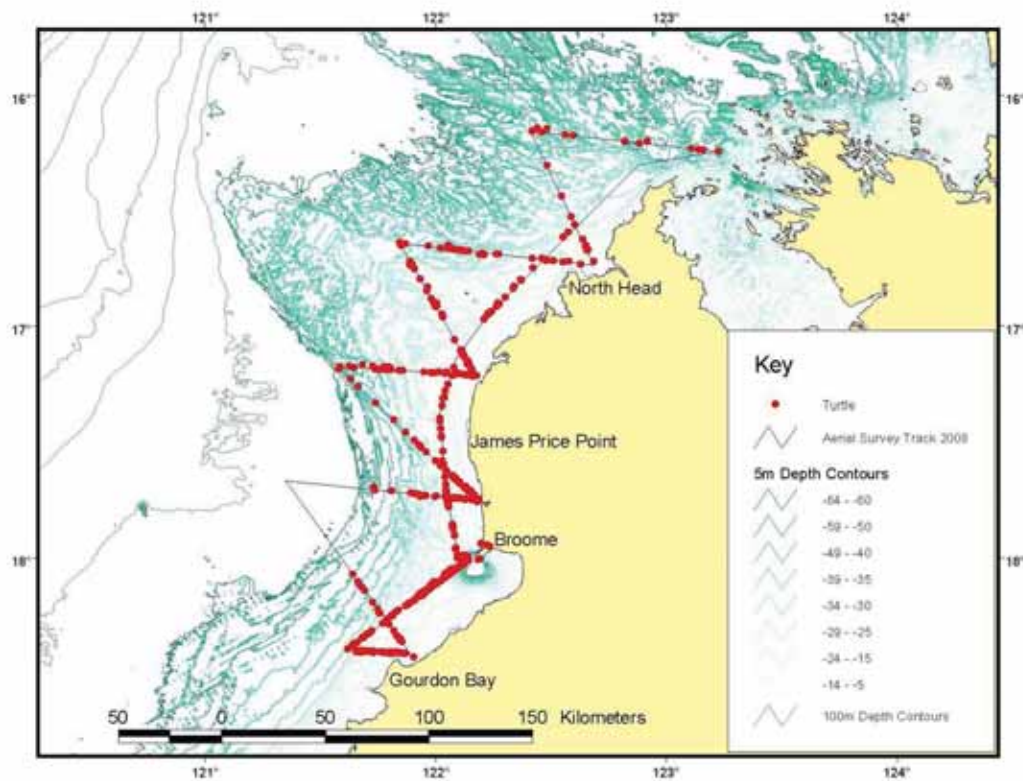 121° 122° 123° 124°
16° 16°
North Head
17° 17°
Key
Turtle
James Price Point
Aerial Survey Track 2008
5m Depth Contours
-64 - -60
-59 - -50
-49 - -40
Broome
-39 - -35
18° 18°
-34 - -30
-29 - -25
-24 - -15
Gourdon Bay
-14 - -5
50 0 50 100 150 Kilometers
100m Depth Contours
121° 122° 123° 124°